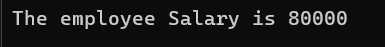 The employee Salary is 80000